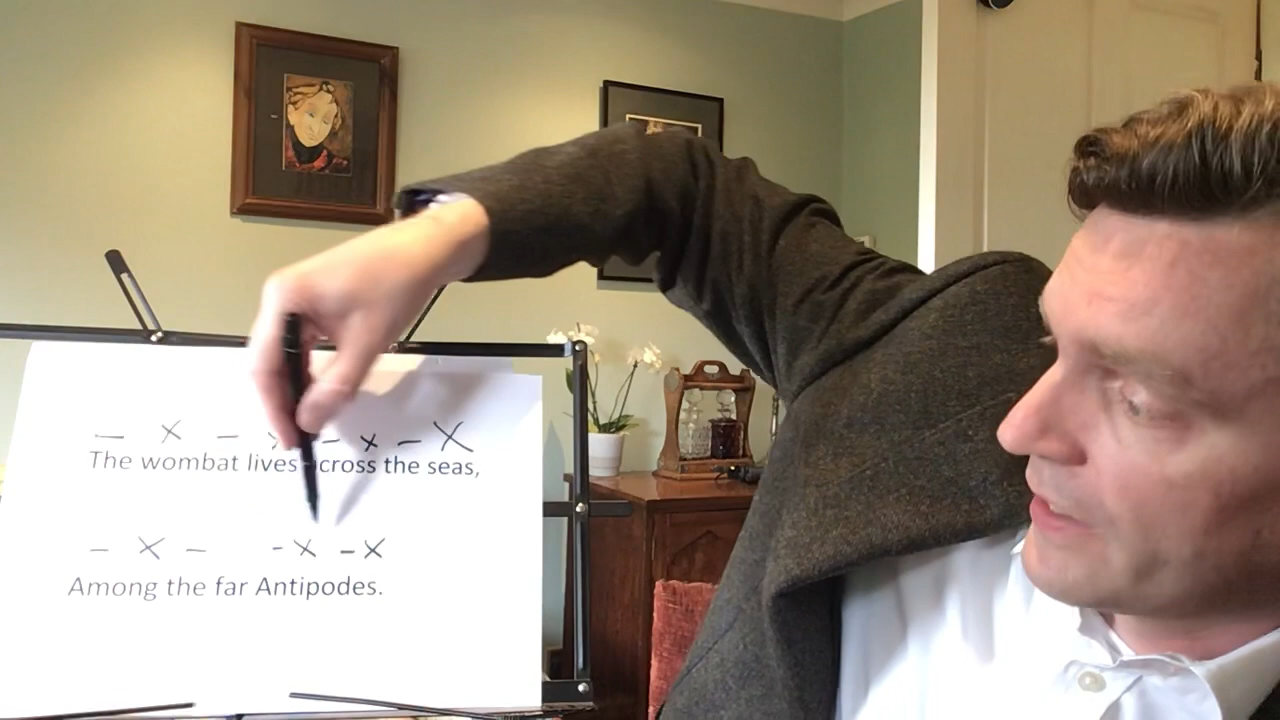 — x — x — x — X
The wombat lives across the seas,
— x — - x — x
Among the far Antipodes.